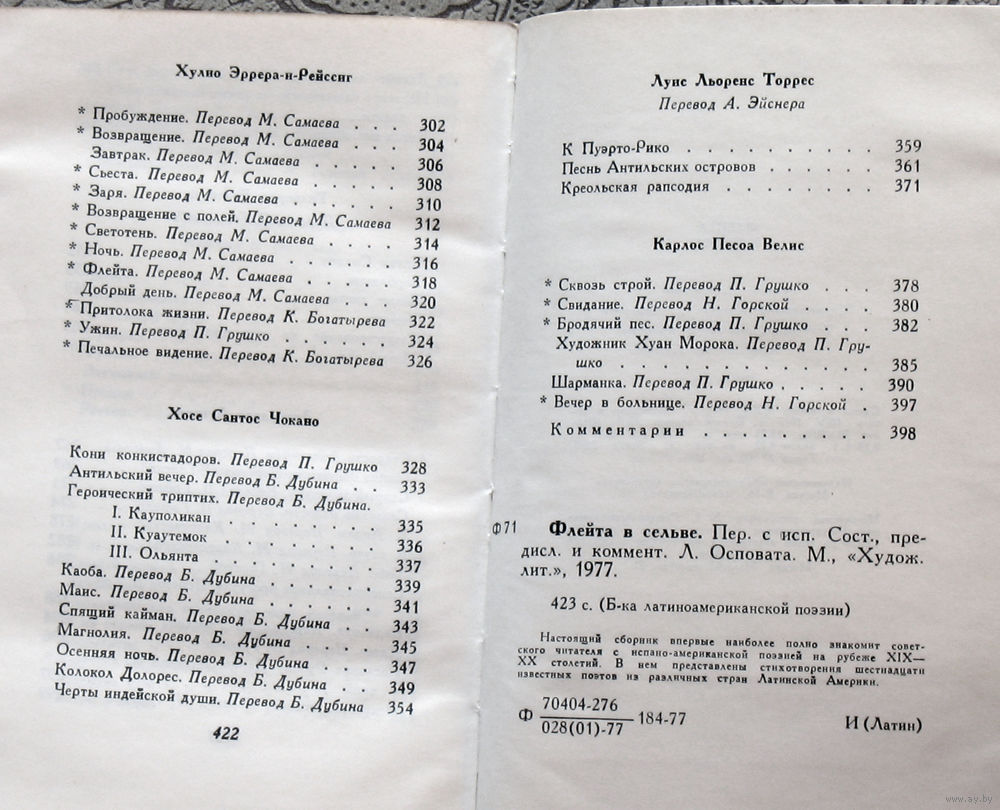 Хулио Эррера-и-Рейссиг
* Пробуждение. Перевод М. Самаева . . . 302
* Возвращение. Перевод М. Самаева . . . 304
Завтрак. Перевод М. Самаева . . . . . 306
* Сьеста. Перевод М. Самаева . . . . . 308
* Заря. Перевод М. Самаева . . . . . . 310
* Возвращение с полей. Перевод М. Самаева 312
* Светотень. Перевод М. Самаева . . . . 314
* Ночь. Перевод М. Самаева . . . . . . 316
* Флейта. Перевод М. Самаева . . . . . 318
Добрый день. Перевод М. Самаева . . . 320
* Притолока жизни. Перевод К. Богатырева 322
* Ужин. Перевод П. Грушко . . . . . . 324
* Печальное видение. Перевод К. Богатырева 326
Хосе Сантос Чокано
Кони конкистадоров. Перевод П. Грушко 328
Антильский вечер. Перевод Б. Дубина . . 333
Героический триптих. Перевод Б. Дубина.
I. Кауполикан . . . . . . . . 335
II. Куаутемок . . . . . . . . 336
III. Ольянта . . . . . . . . . 337
Каоба. Перевод Б. Дубина . . . . . . 339
Маис. Перевод Б. Дубина . . . . . . 341
Спящий кайман. Перевод Б. Дубина . . 343
Магнолия. Перевод Б. Дубина . . . . 345
Осенняя ночь. Перевод Б. Дубина . . . 347
Колокол Долорес. Перевод Б. Дубина . . 349
Черты индейской души. Перевод Б. Дубина 354
422
Луис Льоренс Торрес
Перевод А. Эйснера
К Пуэрто-Рико . . . . . . . . . . 359
Песнь Антильских островов . . . . . . 361
Креольская рапсодия . . . . . . . . 371
Карлос Песоа Велис
* Сквозь строй. Перевод П. Грушко . . . 378
* Свидание. Перевод Н. Горской . . . . 380
* Бродячий пес. Перевод П. Грушко . . . 382
Художник Хуан Морока. Перевод П. Гру-
шко . . . . . . . . . . . . . 385
Шарманка. Перевод П. Грушко . . . . . 390
* Вечер в больнице. Перевод Н. Горской . 397
Комментарии . . . . . . . . . 398
Ф71 Флейта в сельве. Пер. с исп. Сост., пре-
дисл. и коммент. Л. Осповата. М., «Худож.
лит.», 1977.
423 с. (Б-ка латиноамериканской поэзии)
Настоящий сборник впервые наиболее полно знакомит совет-
ского читателя с испано-американской поэзией на рубеже XIX—
XX столетий. В нем представлены стихотворения шестнадцати
известных поэтов из различных стран Латинской Америки.
Ф 70404-276
028(01)-77 184-77 И (Латин)
www.ay.by